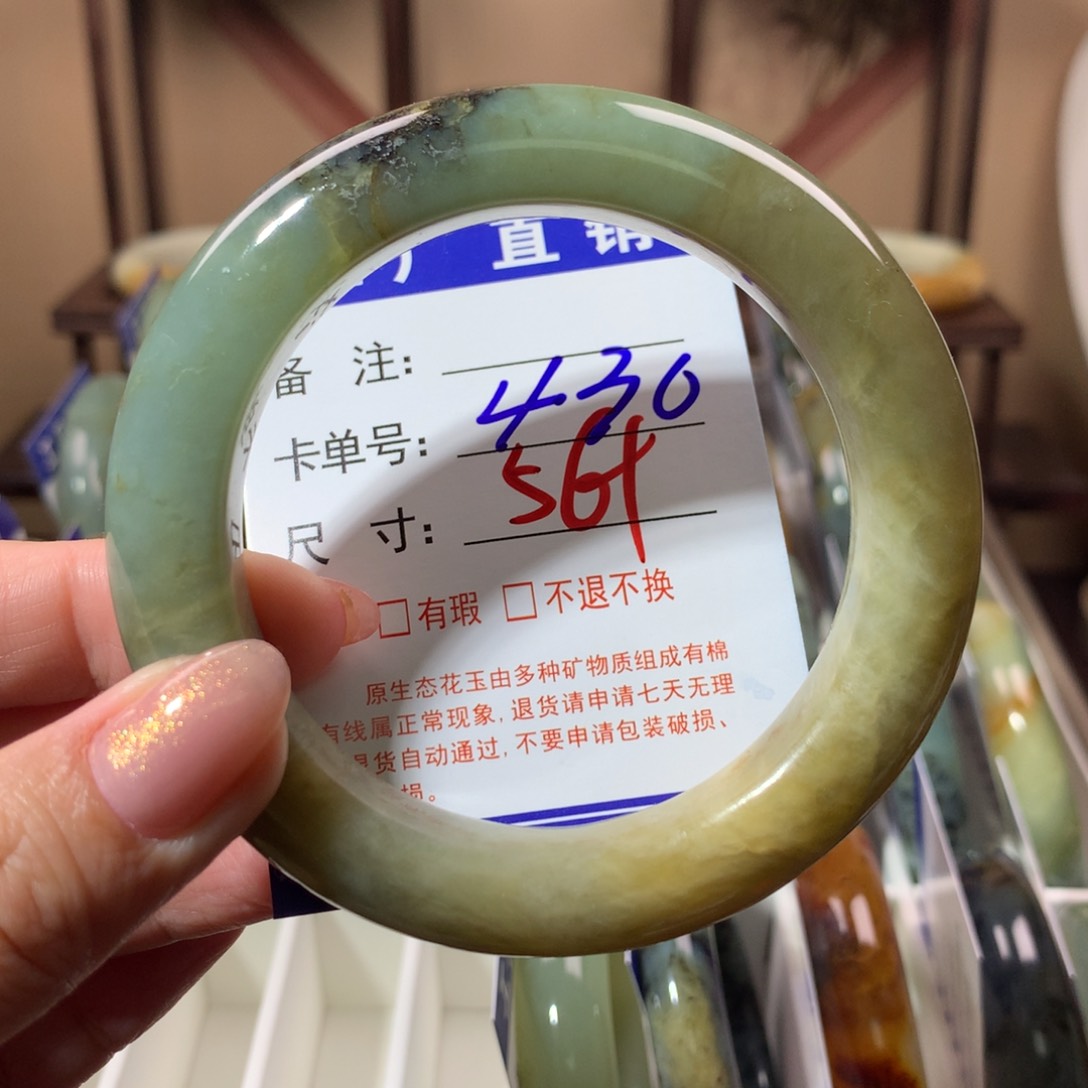 厂直销
备 注:
卡单号: 430
尺 寸: 56+
□有瑕 □不退不换
原生态花玉由多种矿物质组成有棉
有线属正常现象,退货请申请七天无理
退货自动通过,不要申请包装破损、
损。